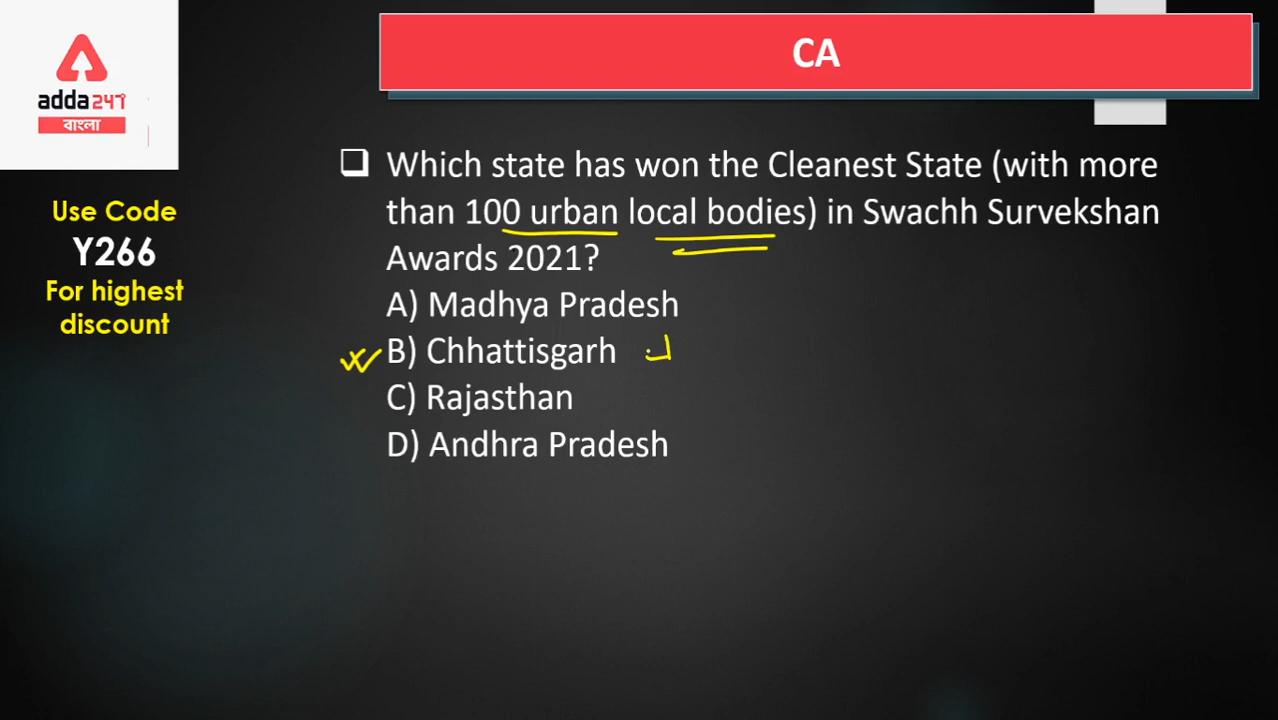 CA
adda247
বাংলা
Use Code
Y266
For highest
discount
❑ Which state has won the Cleanest State (with more
than 100 urban local bodies) in Swachh Survekshan
Awards 2021?
A) Madhya Pradesh
B) Chhattisgarh
C) Rajasthan
D) Andhra Pradesh